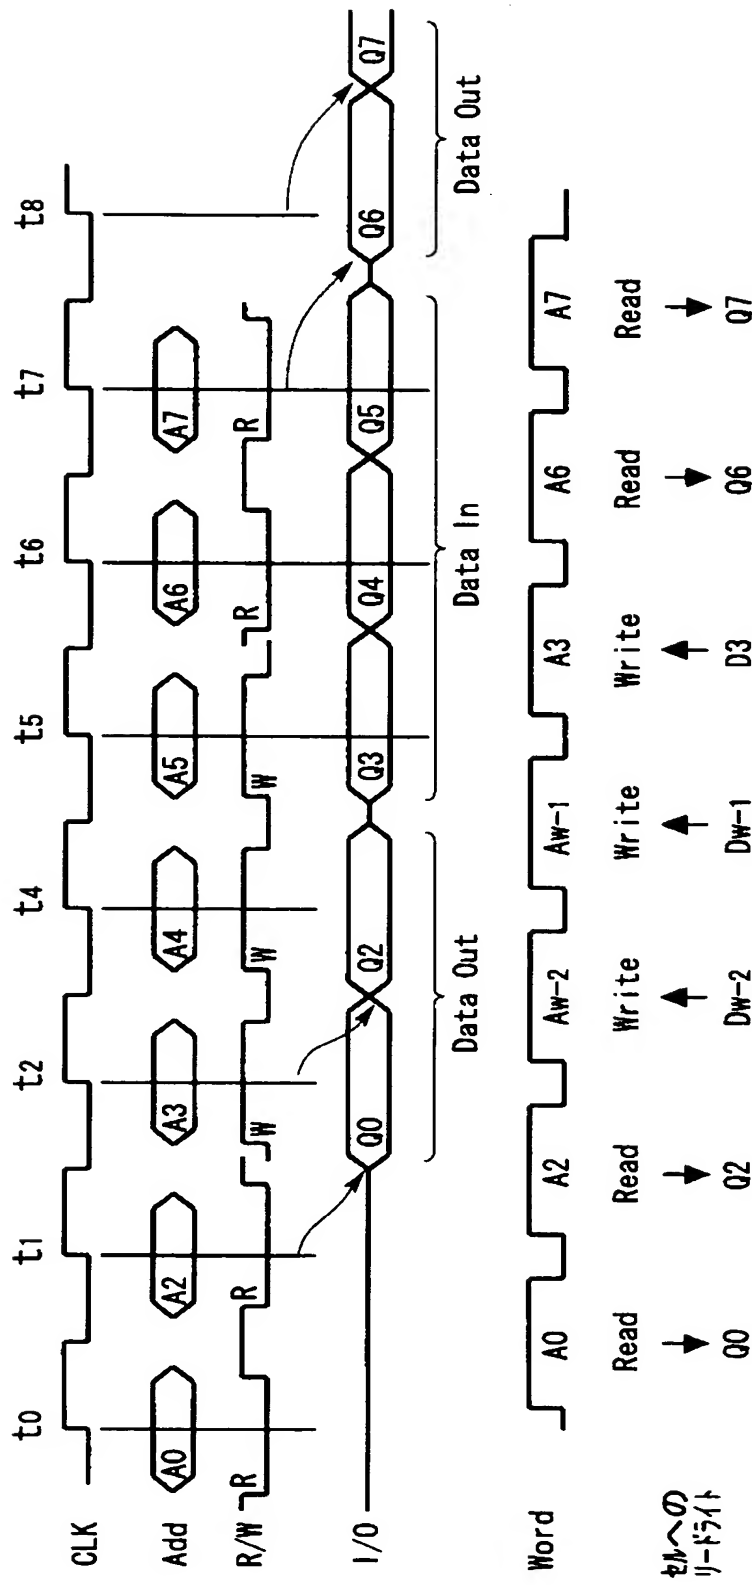 t0 t1 t2 t4 t5 t6 t7 t8
CLK
Add A0 A2 A3 A4 A5 A6 A7
R/W R R W W W R R
I/O Q0 Q2 Q3 Q4 Q5 Q6 Q7
Data Out Data In Data Out
Word A0 A2 Aw-2 Aw-1 A3 A6 A7
セルへの
リードライト
Read Read Write Write Write Read Read
Q0 Q2 Dw-2 Dw-1 D3 Q6 Q7